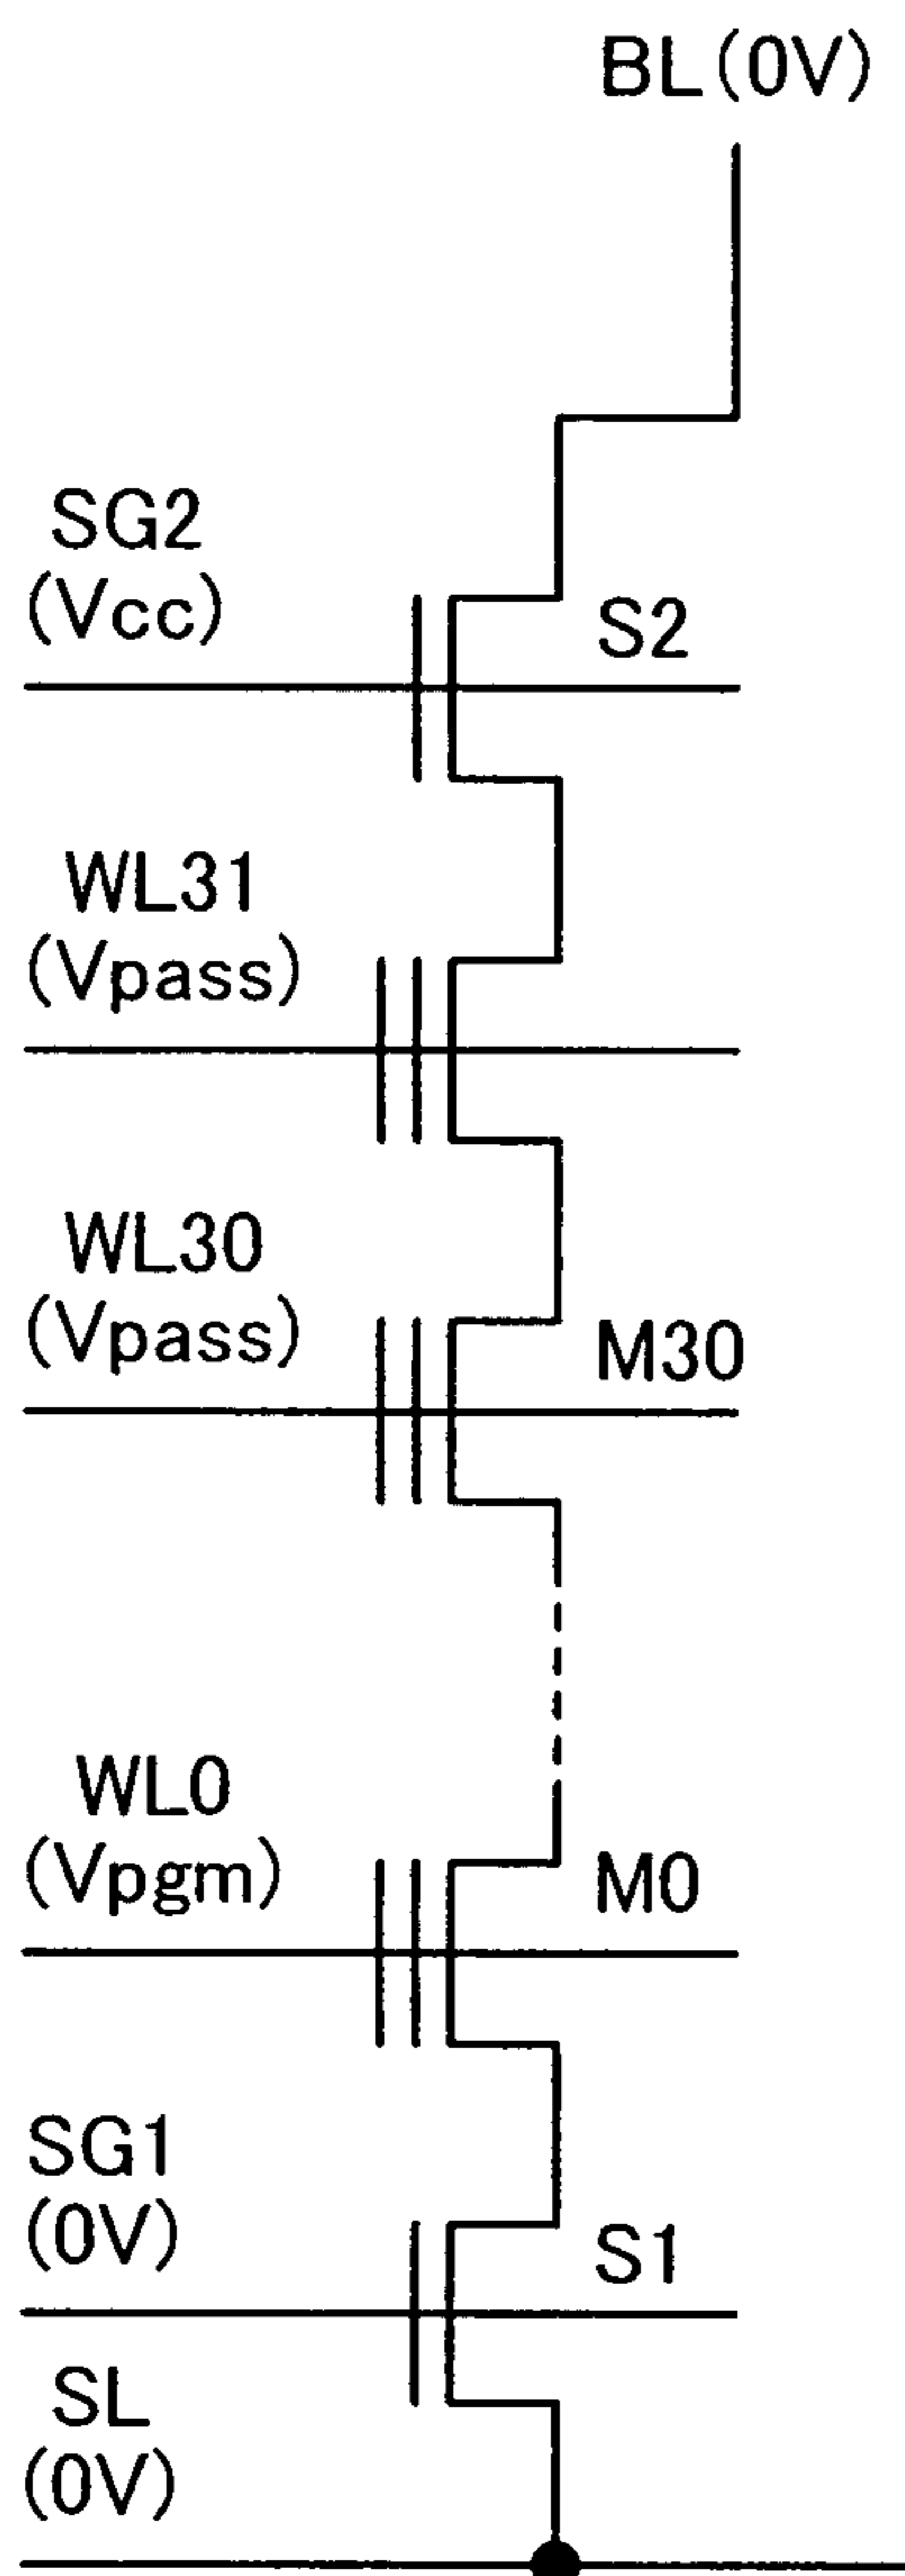 BL(0V)
SG2
(Vcc)
S2
WL31
(Vpass)
WL30
(Vpass)
M30
WL0
(Vpgm)
M0
SG1
(0V)
S1
SL
(0V)